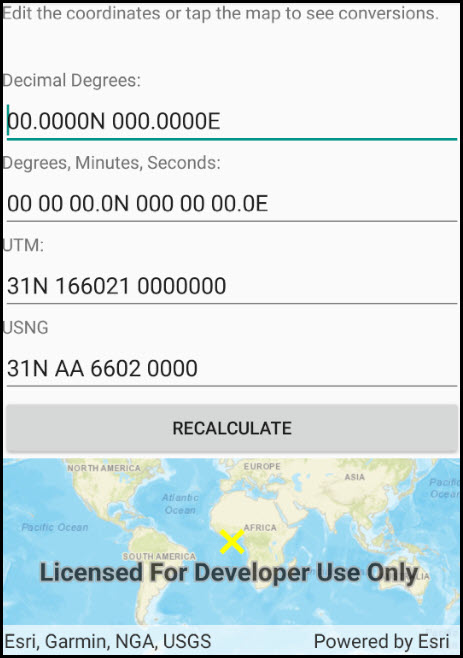 Edit the coordinates or tap the map to see conversions.
Decimal Degrees:
00.0000N 000.0000E
Degrees, Minutes, Seconds:
00 00 00.0N 000 00 00.0E
UTM:
31N 166021 0000000
USNG
31N AA 6602 0000
RECALCULATE
NORTH AMERICA
EUROPE
ASIA
Atlantic
Ocean
Pacific
Ocean
Pacific Ocean
AFRICA
SOUTH AMERICA
LIA
Licensed For Developer Use Only
Esri, Garmin, NGA, USGS
Powered by Esri